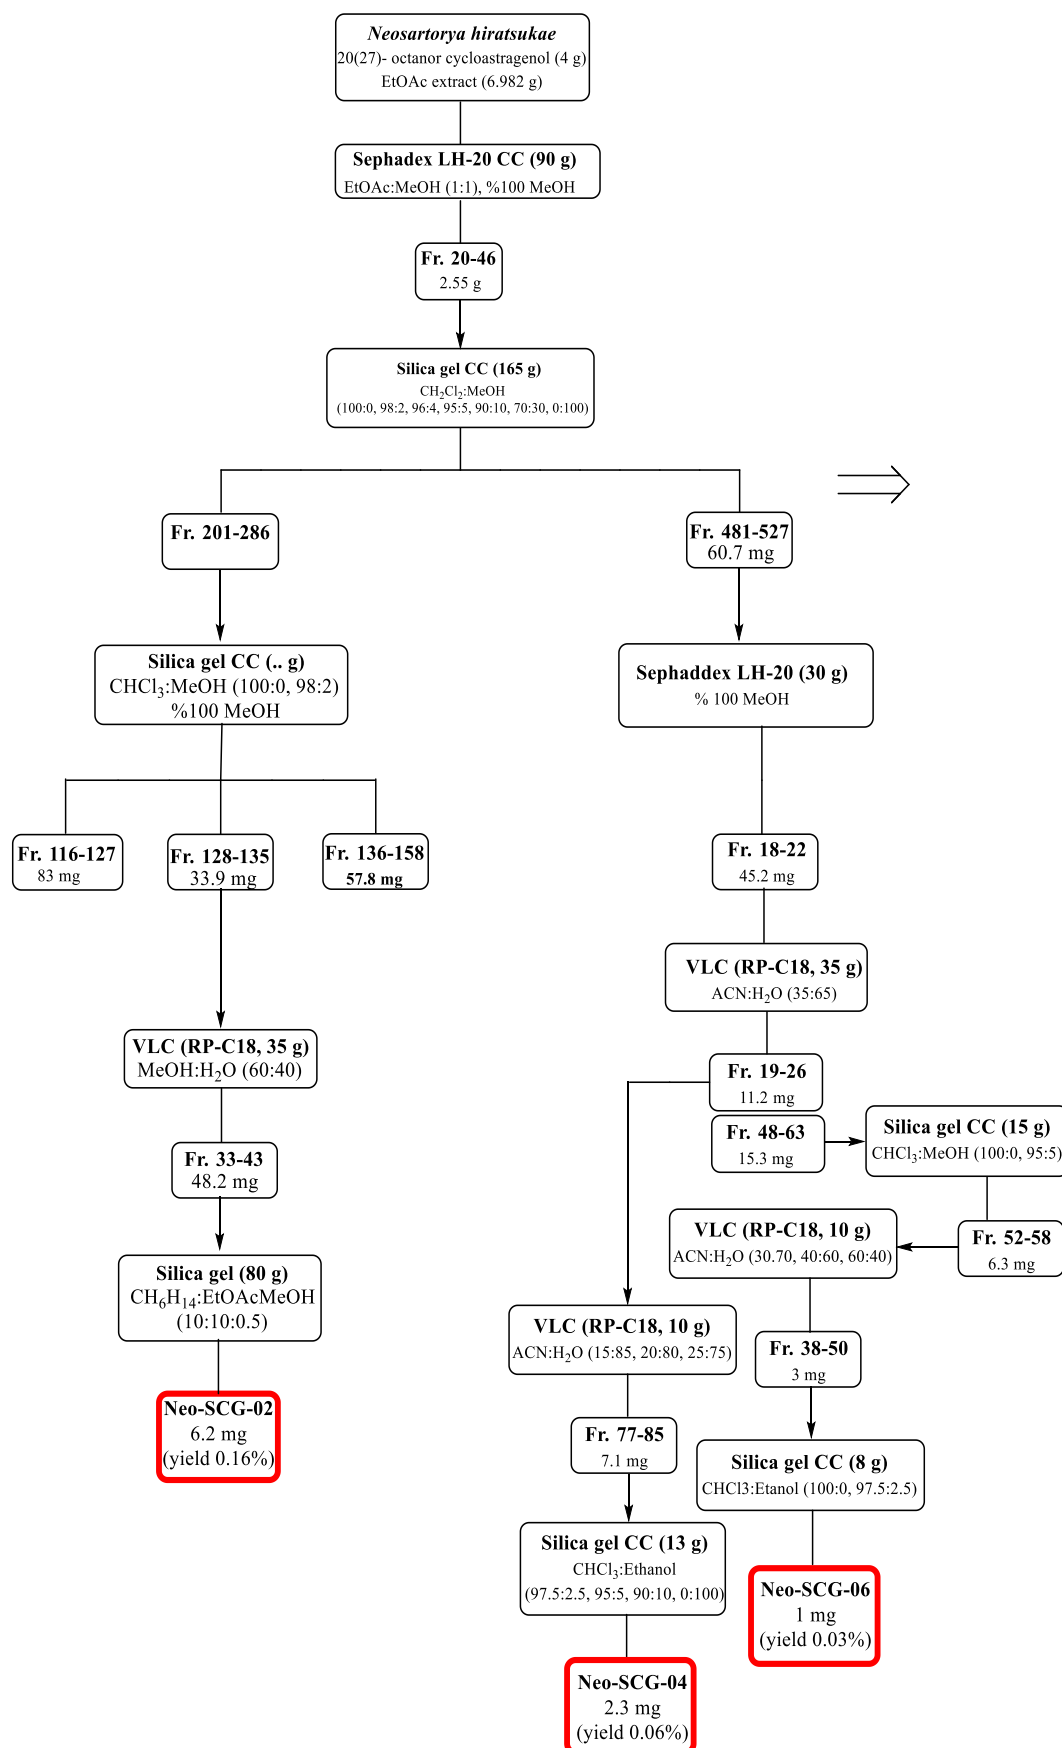 Neosartorya hiratsukae
20(27)- octanor cycloastragenol (4 g)
EtOAc extract (6.982 g)
Sephadex LH-20 CC (90 g)
EtOAc:MeOH (1:1), %100 MeOH
Fr. 20-46
2.55 g
Silica gel CC (165 g)
CH₂Cl₂:MeOH
(100:0, 98:2, 96:4, 95:5, 90:10, 70:30, 0:100)
Fr. 201-286
Silica gel CC (.. g)
CHCl₃:MeOH (100:0, 98:2)
%100 MeOH
Fr. 116-127
83 mg
Fr. 128-135
33.9 mg
Fr. 136-158
57.8 mg
VLC (RP-C18, 35 g)
MeOH:H₂O (60:40)
Fr. 33-43
48.2 mg
Silica gel (80 g)
CH₆H₁₄:EtOAcMeOH
(10:10:0.5)
Neo-SCG-02
6.2 mg
(yield 0.16%)
Fr. 481-527
60.7 mg
Sephaddex LH-20 (30 g)
% 100 MeOH
Fr. 18-22
45.2 mg
VLC (RP-C18, 35 g)
ACN:H₂O (35:65)
Fr. 19-26
11.2 mg
Fr. 48-63
15.3 mg
Silica gel CC (15 g)
CHCl₃:MeOH (100:0, 95:5)
Fr. 52-58
6.3 mg
VLC (RP-C18, 10 g)
ACN:H₂O (30.70, 40:60, 60:40)
Fr. 38-50
3 mg
Silica gel CC (8 g)
CHCl3:Etanol (100:0, 97.5:2.5)
Neo-SCG-06
1 mg
(yield 0.03%)
VLC (RP-C18, 10 g)
ACN:H₂O (15:85, 20:80, 25:75)
Fr. 77-85
7.1 mg
Silica gel CC (13 g)
CHCl₃:Ethanol
(97.5:2.5, 95:5, 90:10, 0:100)
Neo-SCG-04
2.3 mg
(yield 0.06%)